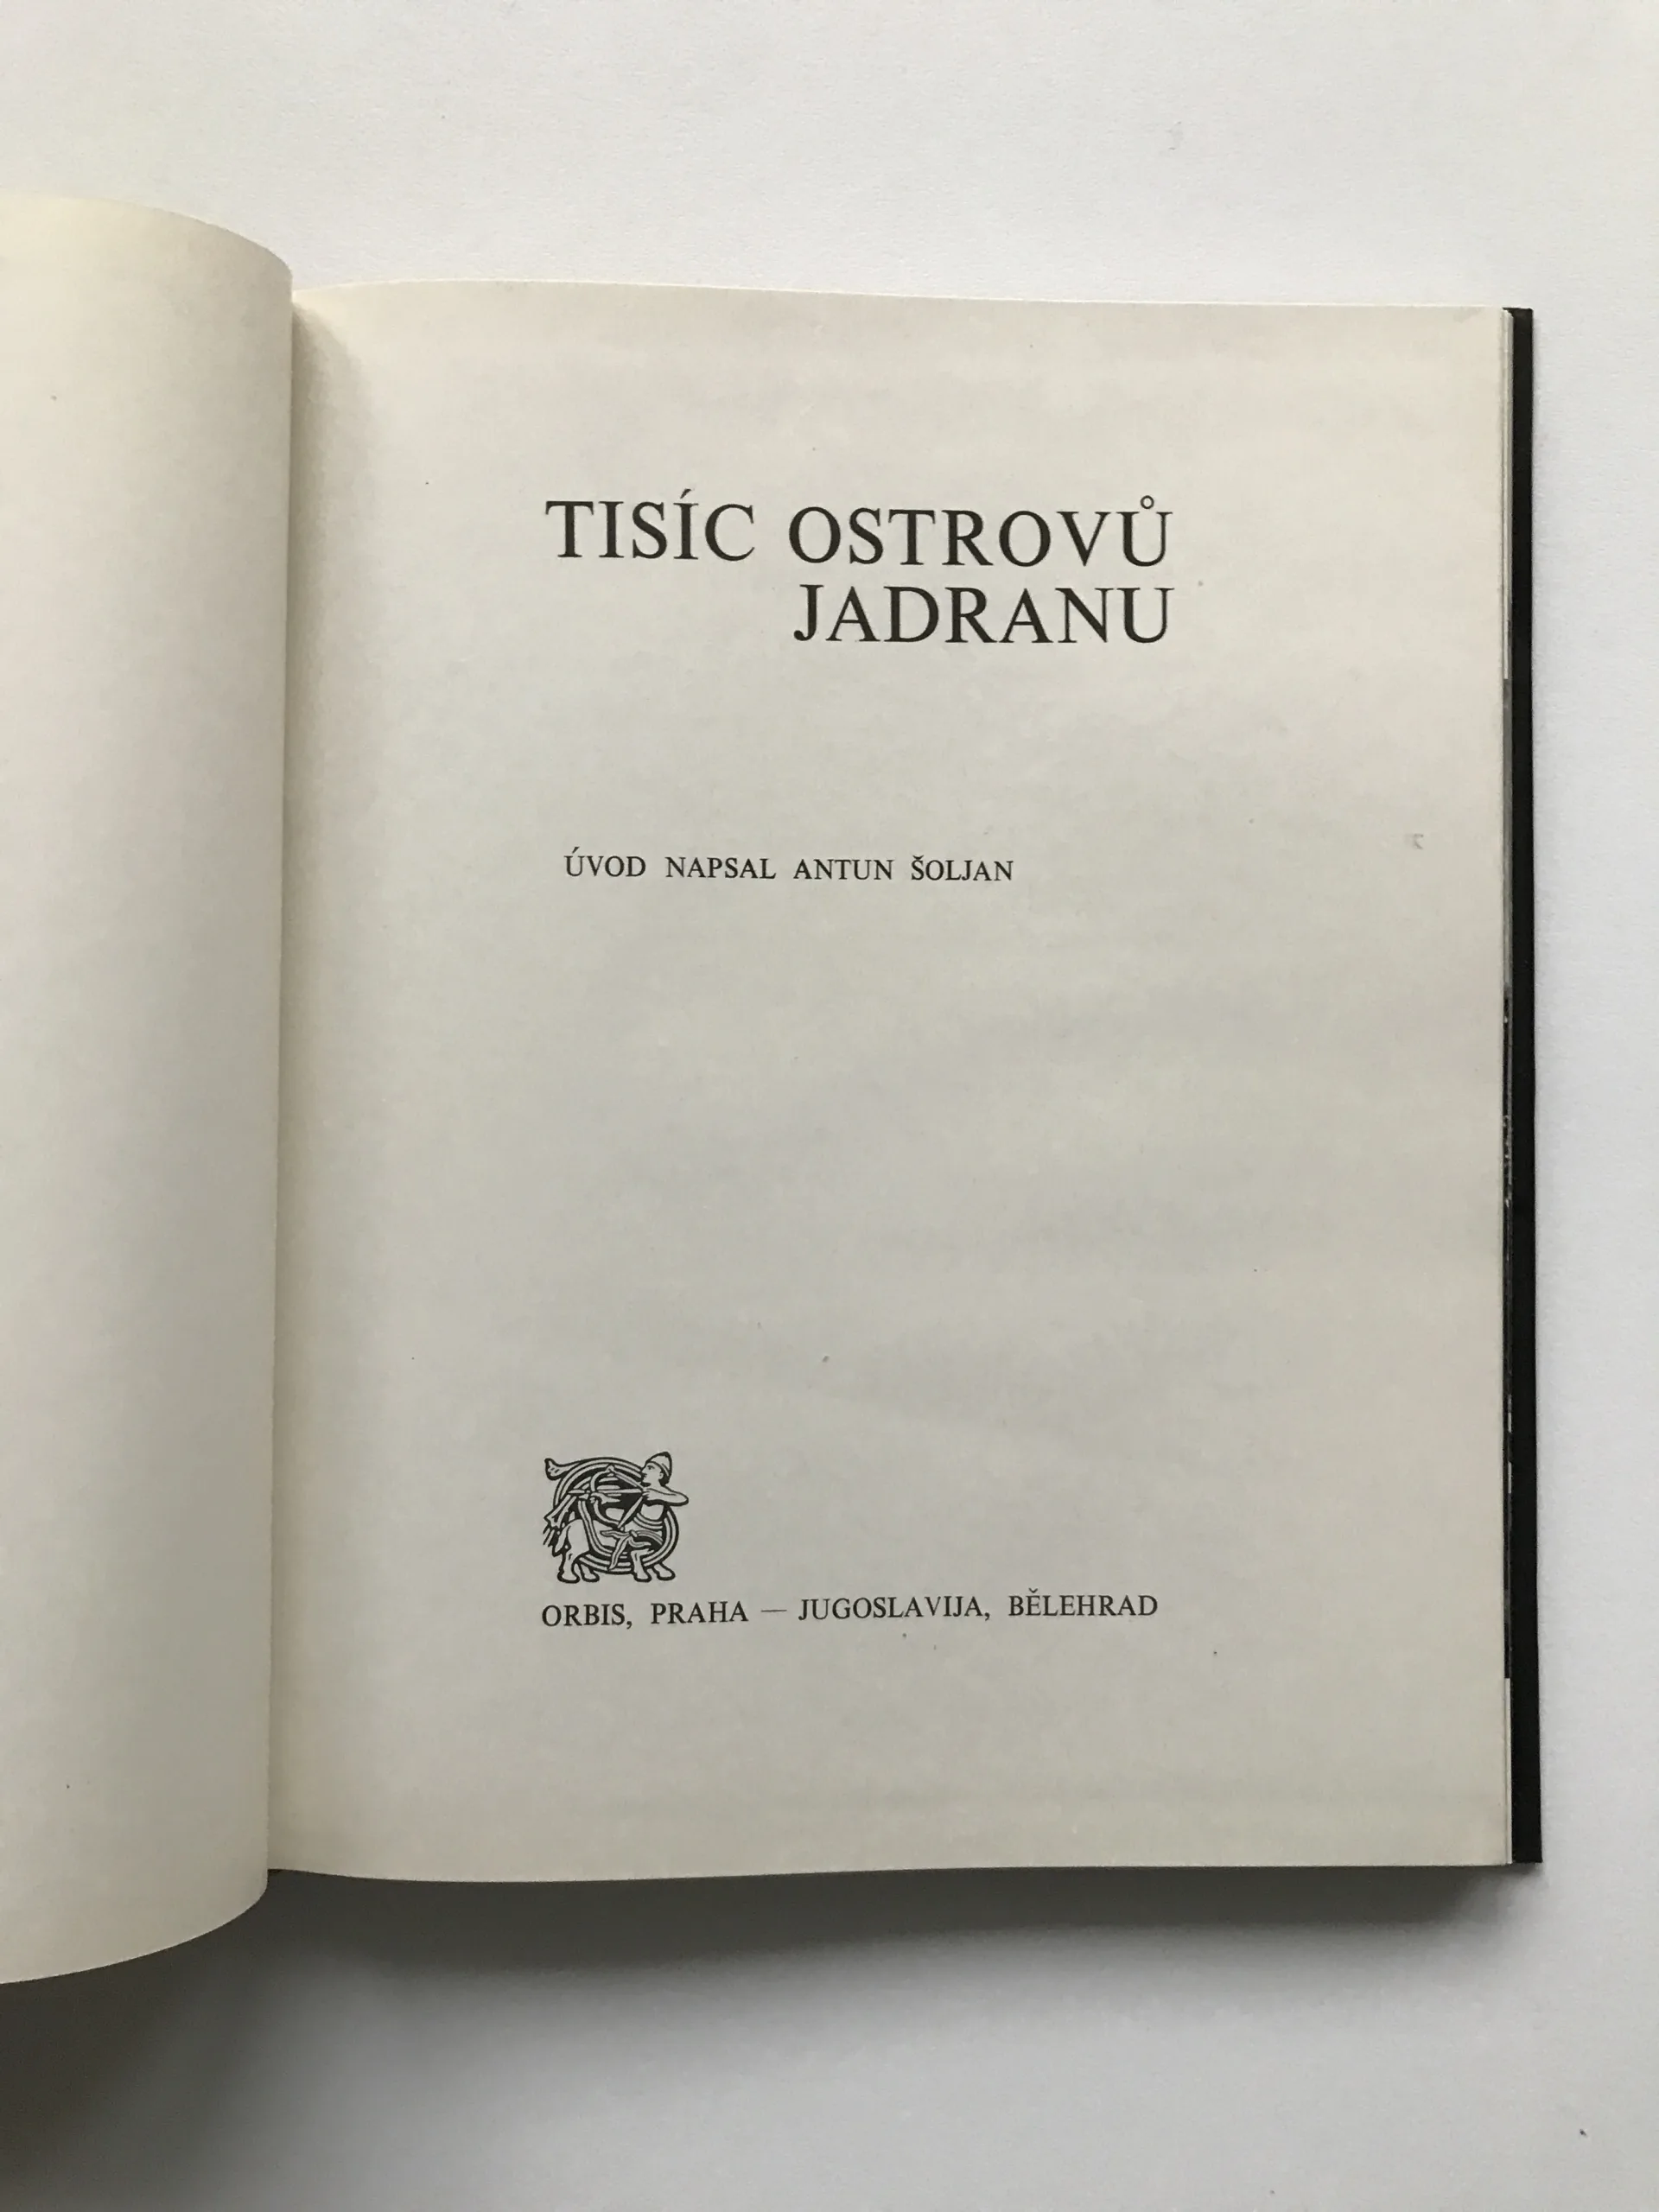 TISÍC OSTROVŮ
JADRANU
ÚVOD NAPSAL ANTUN ŠOLJAN
ORBIS, PRAHA — JUGOSLAVIJA, BĚLEHRAD